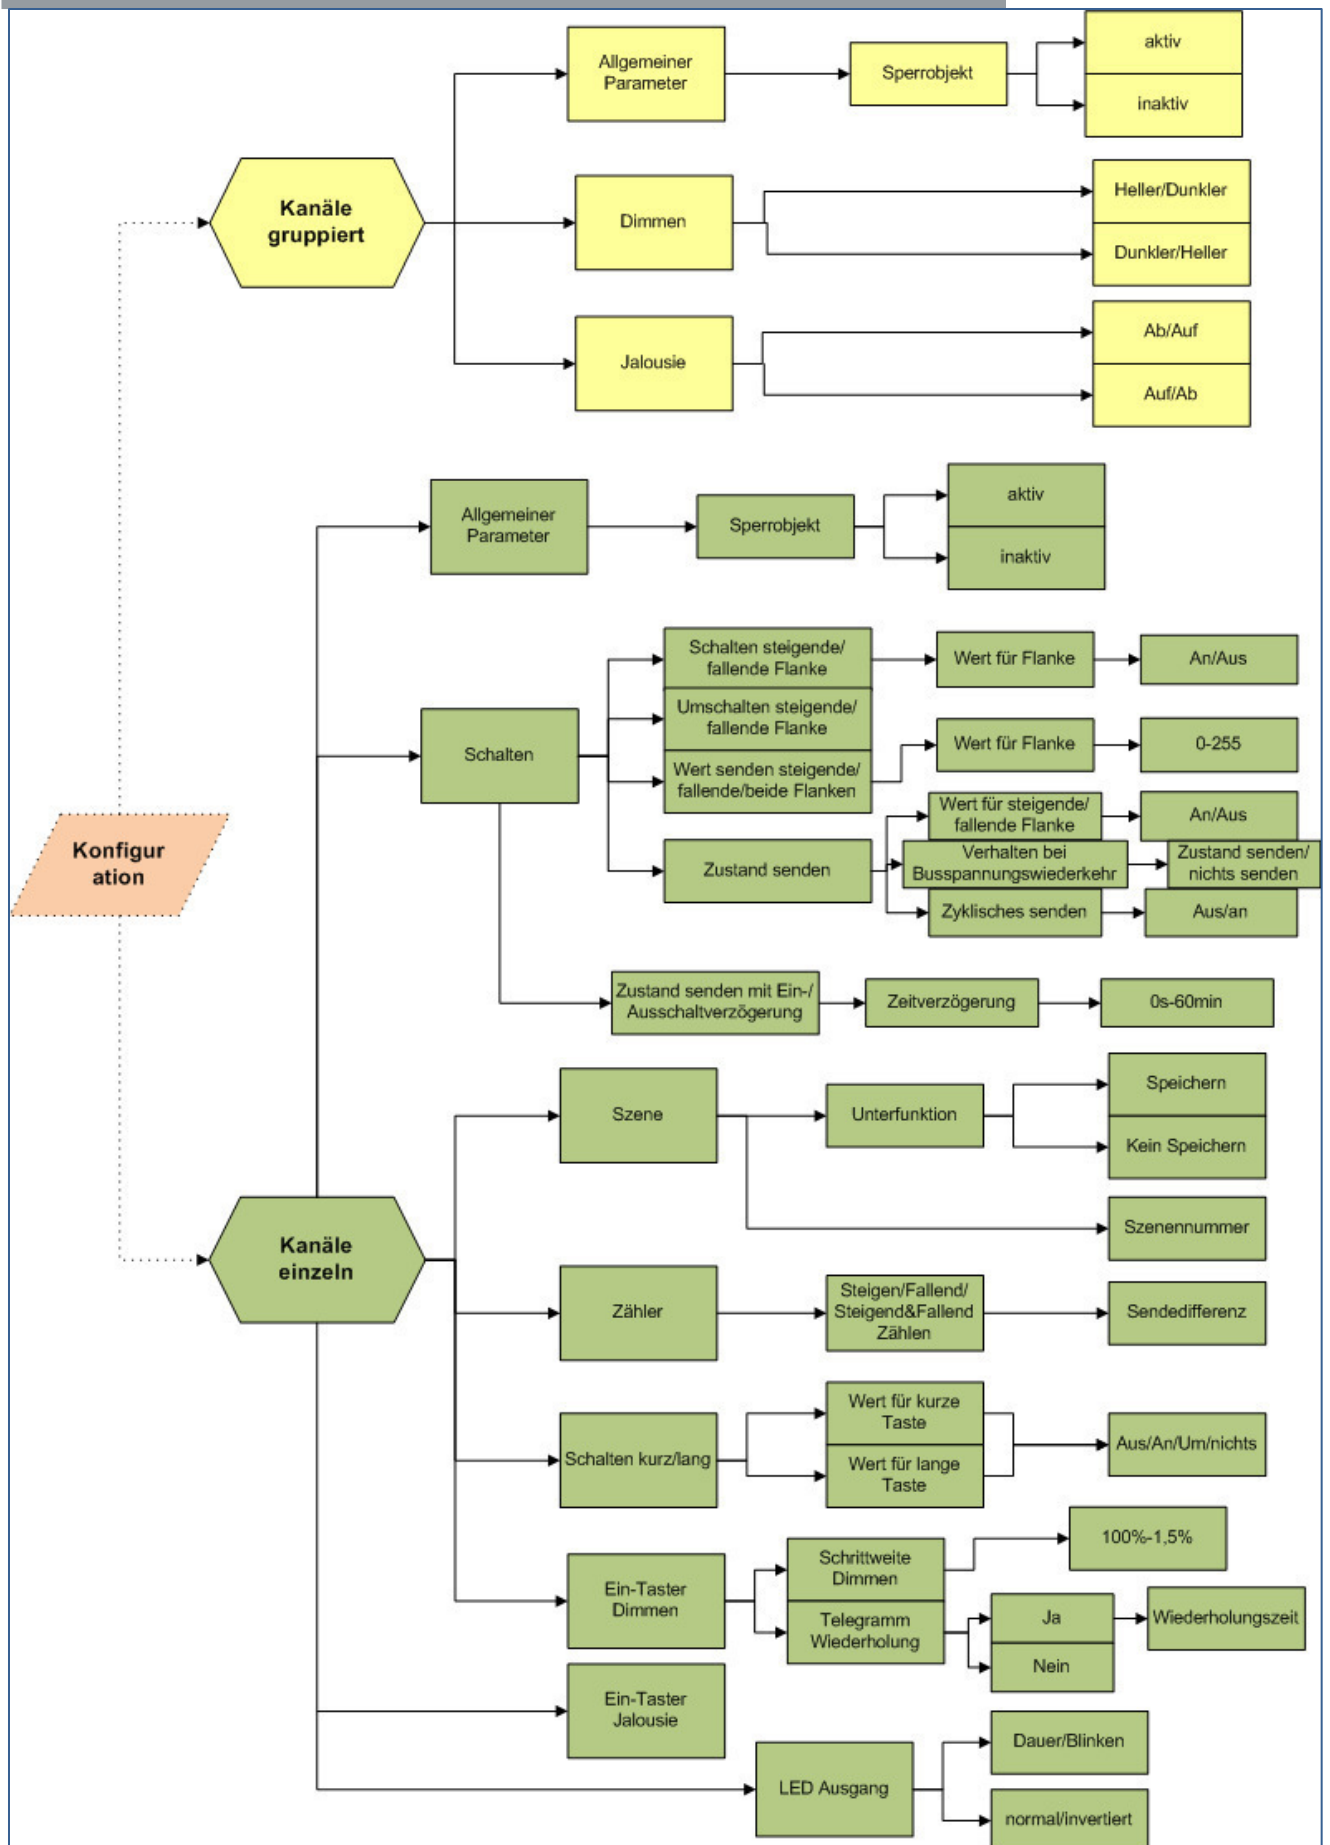 Allgemeiner
Parameter
Sperrobjekt
aktiv
inaktiv
Kanäle
gruppiert
Dimmen
Heller/Dunkler
Dunkler/Heller
Jalousie
Ab/Auf
Auf/Ab
Allgemeiner
Parameter
Sperrobjekt
aktiv
inaktiv
Schalten
Schalten steigende/
fallende Flanke
Wert für Flanke
An/Aus
Umschalten steigende/
fallende Flanke
Wert senden steigende/
fallende/beide Flanken
Wert für Flanke
0-255
Zustand senden
Wert für steigende/
fallende Flanke
An/Aus
Verhalten bei
Busspannungswiederkehr
Zustand senden/
nichts senden
Zyklisches senden
Aus/an
Konfigur
ation
Zustand senden mit Ein-/
Ausschaltverzögerung
Zeitverzögerung
0s-60min
Szene
Unterfunktion
Speichern
Kein Speichern
Szenennummer
Kanäle
einzeln
Zähler
Steigen/Fallend/
Steigend&Fallend
Zählen
Sendedifferenz
Schalten kurz/lang
Wert für kurze
Taste
Wert für lange
Taste
Aus/An/Um/nichts
Ein-Taster
Dimmen
Schrittweite
Dimmen
100%-1,5%
Telegramm
Wiederholung
Ja
Wiederholungszeit
Nein
Ein-Taster
Jalousie
LED Ausgang
Dauer/Blinken
normal/invertiert